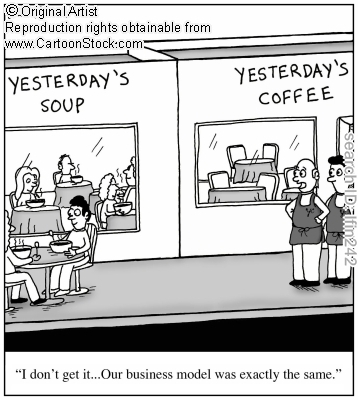 © Original Artist
Reproduction rights obtainable from
www.CartoonStock.com
YESTERDAY'S
SOUP
YESTERDAY'S
COFFEE
“I don’t get it...Our business model was exactly the same.”